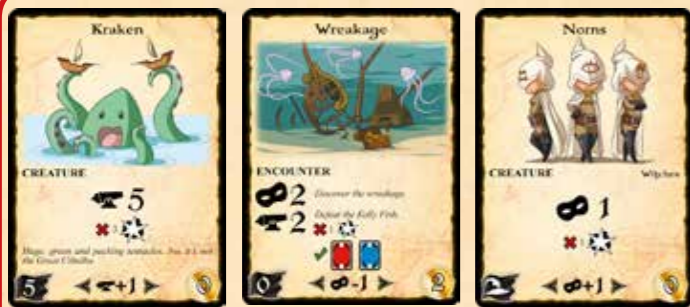 Kraken
CREATURE
5
Huge, green and packing tentacles. No, it's not
the Great Cthulhu
5
+1
Wreakage
ENCOUNTER
2 Discover the wreakage.
2 Defeat the Kelly Fish.
0
-1
2
Norns
CREATURE Witches
1
2
+1